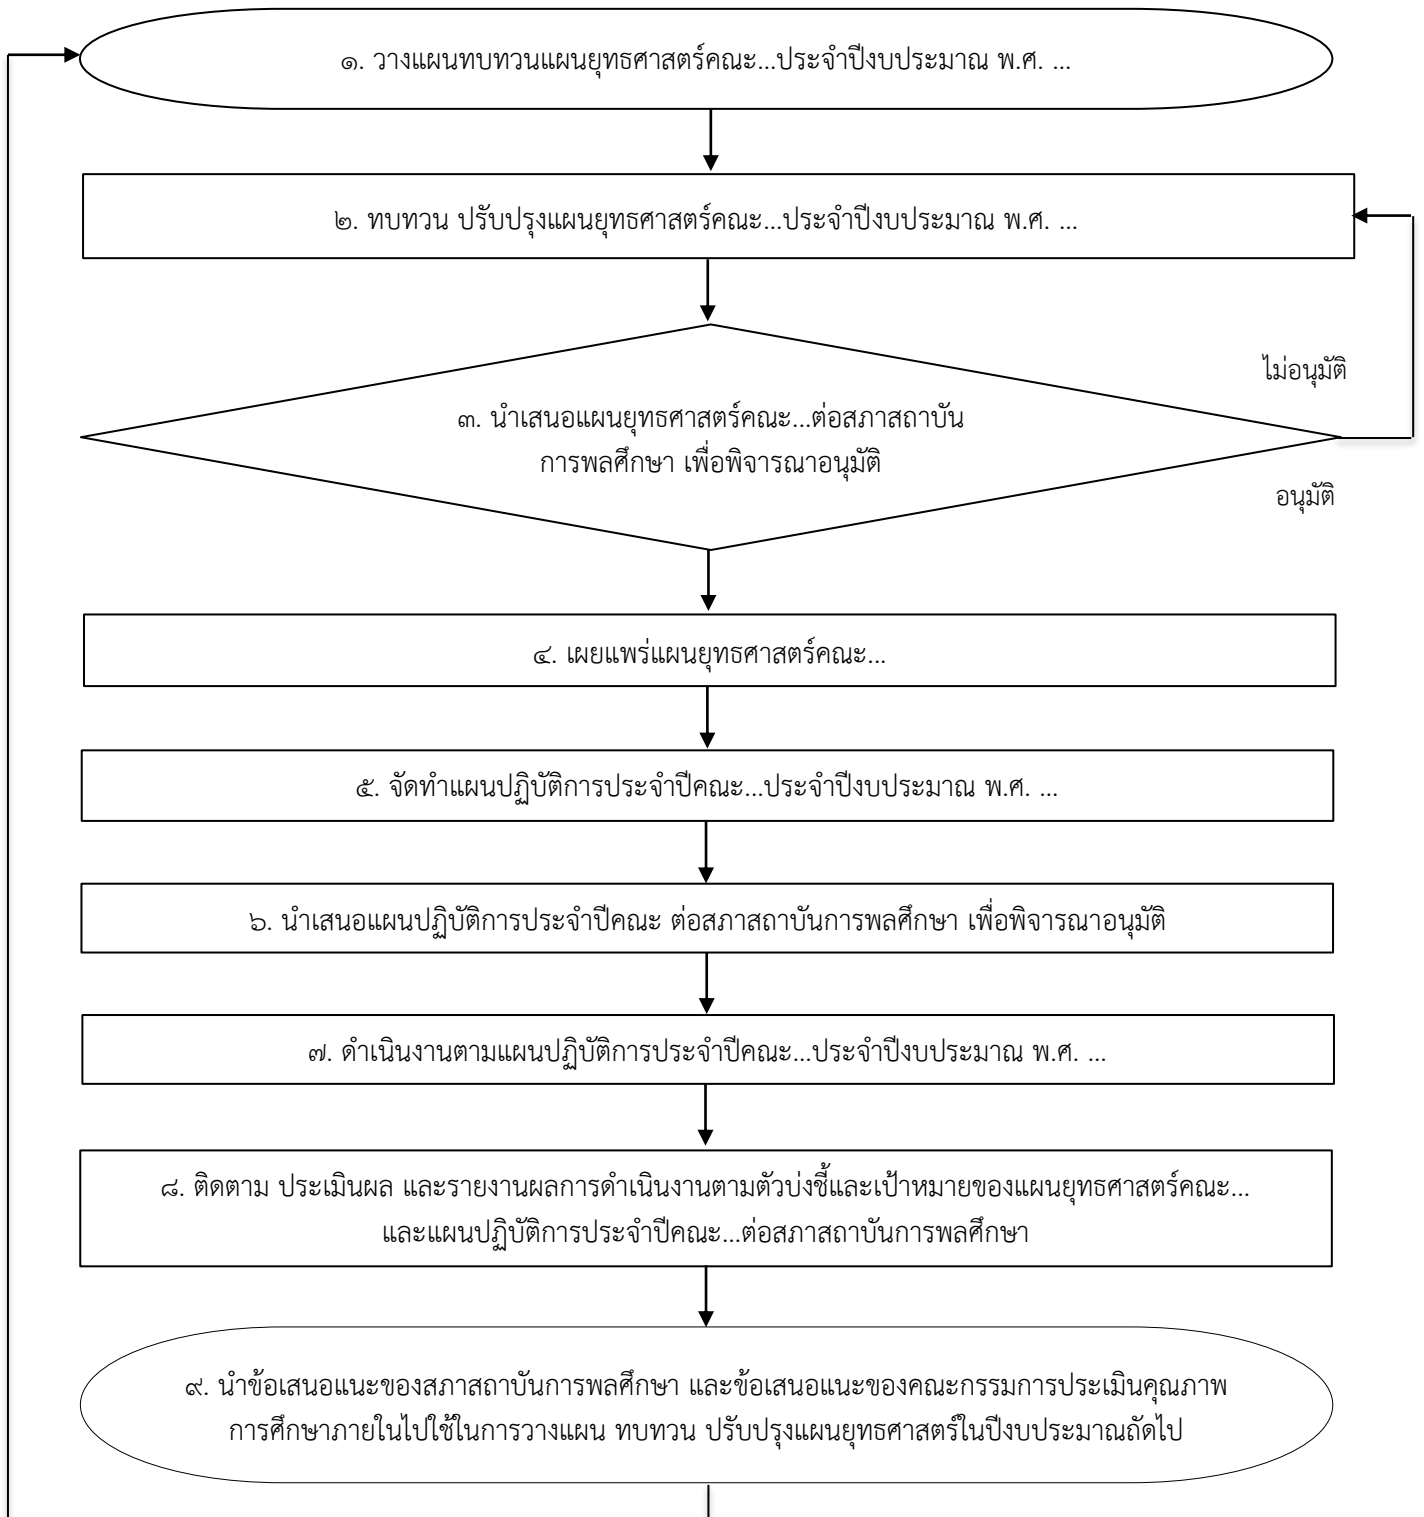 ๑. วางแผนทบทวนแผนยุทธศาสตร์คณะ...ประจำปีงบประมาณ พ.ศ. ...
๒. ทบทวน ปรับปรุงแผนยุทธศาสตร์คณะ...ประจำปีงบประมาณ พ.ศ. ...
ไม่อนุมัติ
๓. นำเสนอแผนยุทธศาสตร์คณะ...ต่อสภาสถาบัน
การพลศึกษา เพื่อพิจารณาอนุมัติ
อนุมัติ
๔. เผยแพร่แผนยุทธศาสตร์คณะ...
๕. จัดทำแผนปฏิบัติการประจำปีคณะ...ประจำปีงบประมาณ พ.ศ. ...
๖. นำเสนอแผนปฏิบัติการประจำปีคณะ ต่อสภาสถาบันการพลศึกษา เพื่อพิจารณาอนุมัติ
๗. ดำเนินงานตามแผนปฏิบัติการประจำปีคณะ...ประจำปีงบประมาณ พ.ศ. ...
๘. ติดตาม ประเมินผล และรายงานผลการดำเนินงานตามตัวบ่งชี้และเป้าหมายของแผนยุทธศาสตร์คณะ...
และแผนปฏิบัติการประจำปีคณะ...ต่อสภาสถาบันการพลศึกษา
๙. นำข้อเสนอแนะของสภาสถาบันการพลศึกษา และข้อเสนอแนะของคณะกรรมการประเมินคุณภาพ
การศึกษาภายในไปใช้ในการวางแผน ทบทวน ปรับปรุงแผนยุทธศาสตร์ในปีงบประมาณถัดไป